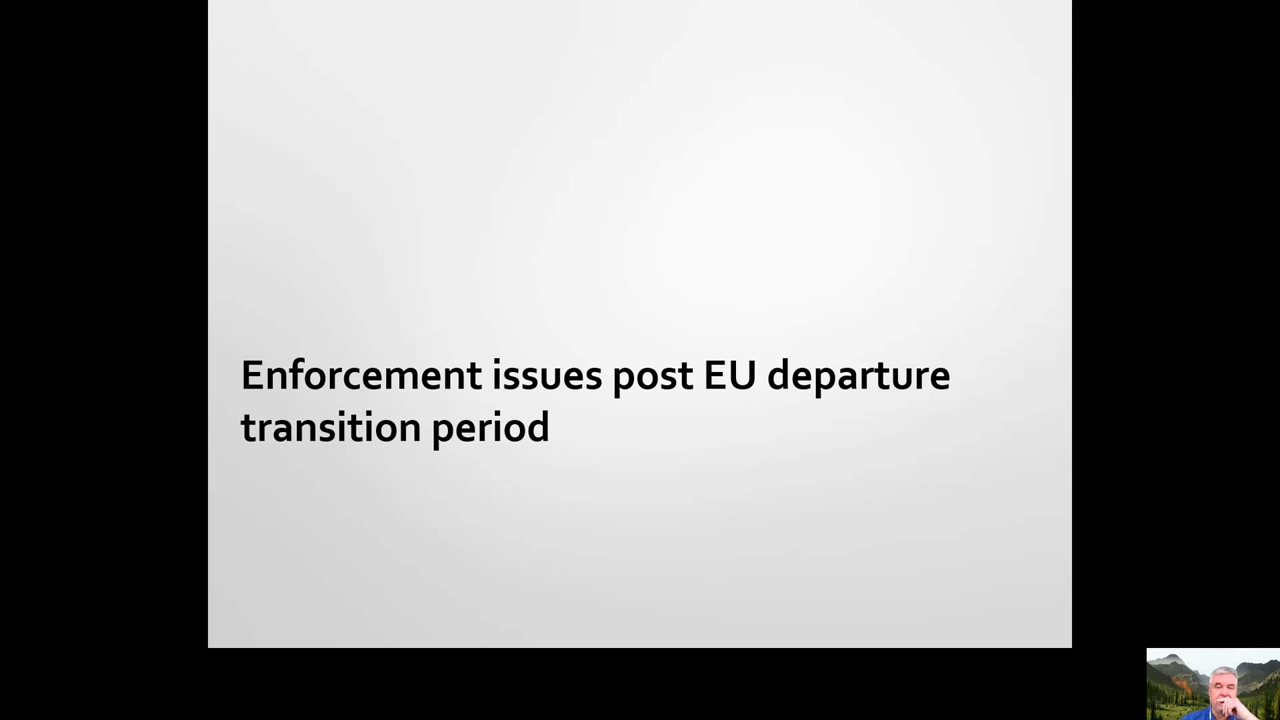 Enforcement issues post EU departure
transition period